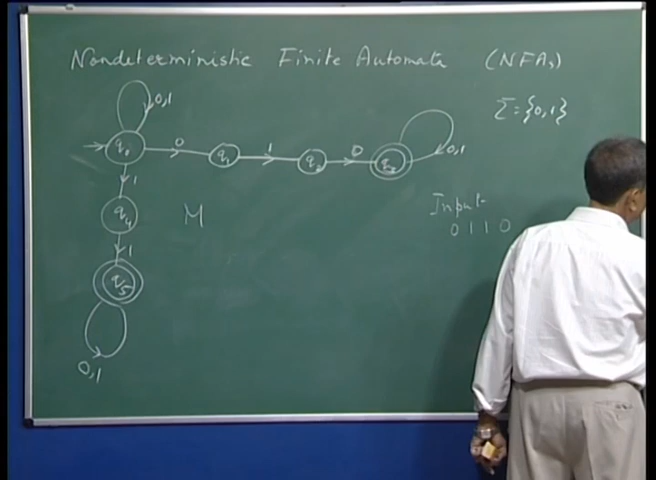 Nondeterministic Finite Automata (NFAs)
Σ = {0,1}
0,1
q₀ 0 q₁ 1 q₂ 0 q₃ 0,1
1
Input
0 1 1 0
q₄ M
1
q₅
0,1